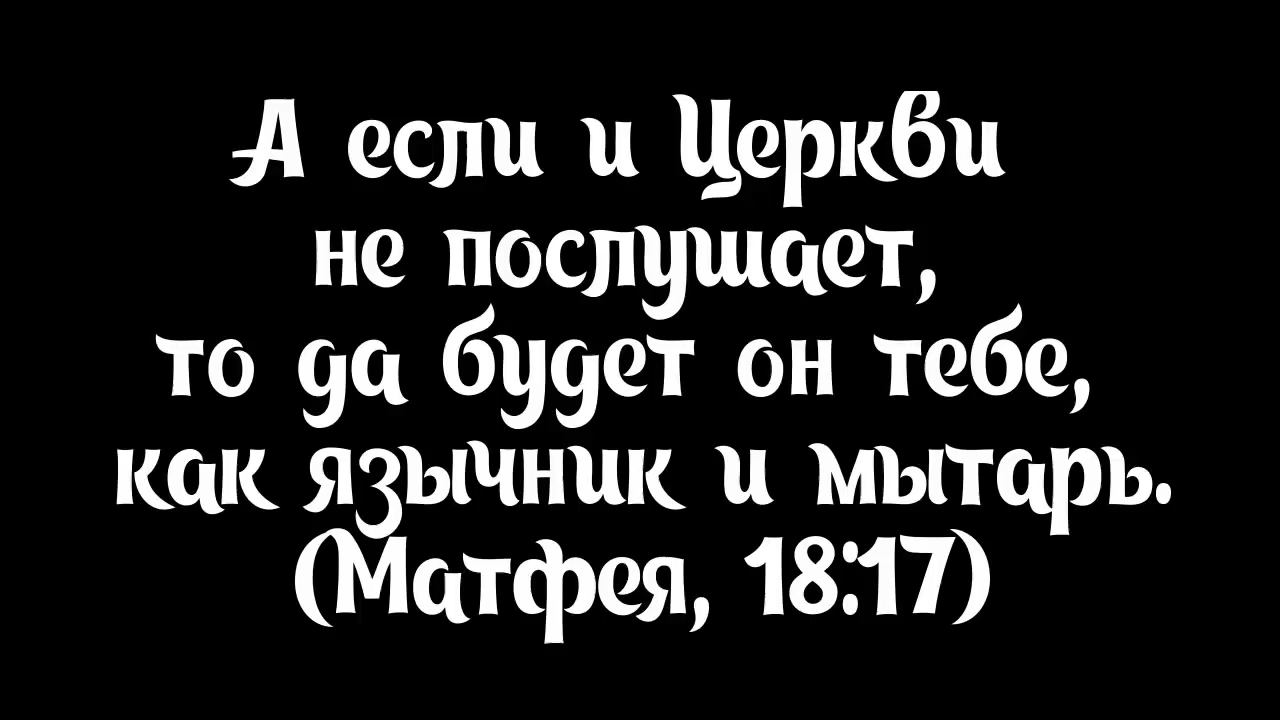 А если и Церкви
не послушает,
то да будет он тебе,
как язычник и мытарь.
(Матфея, 18:17)